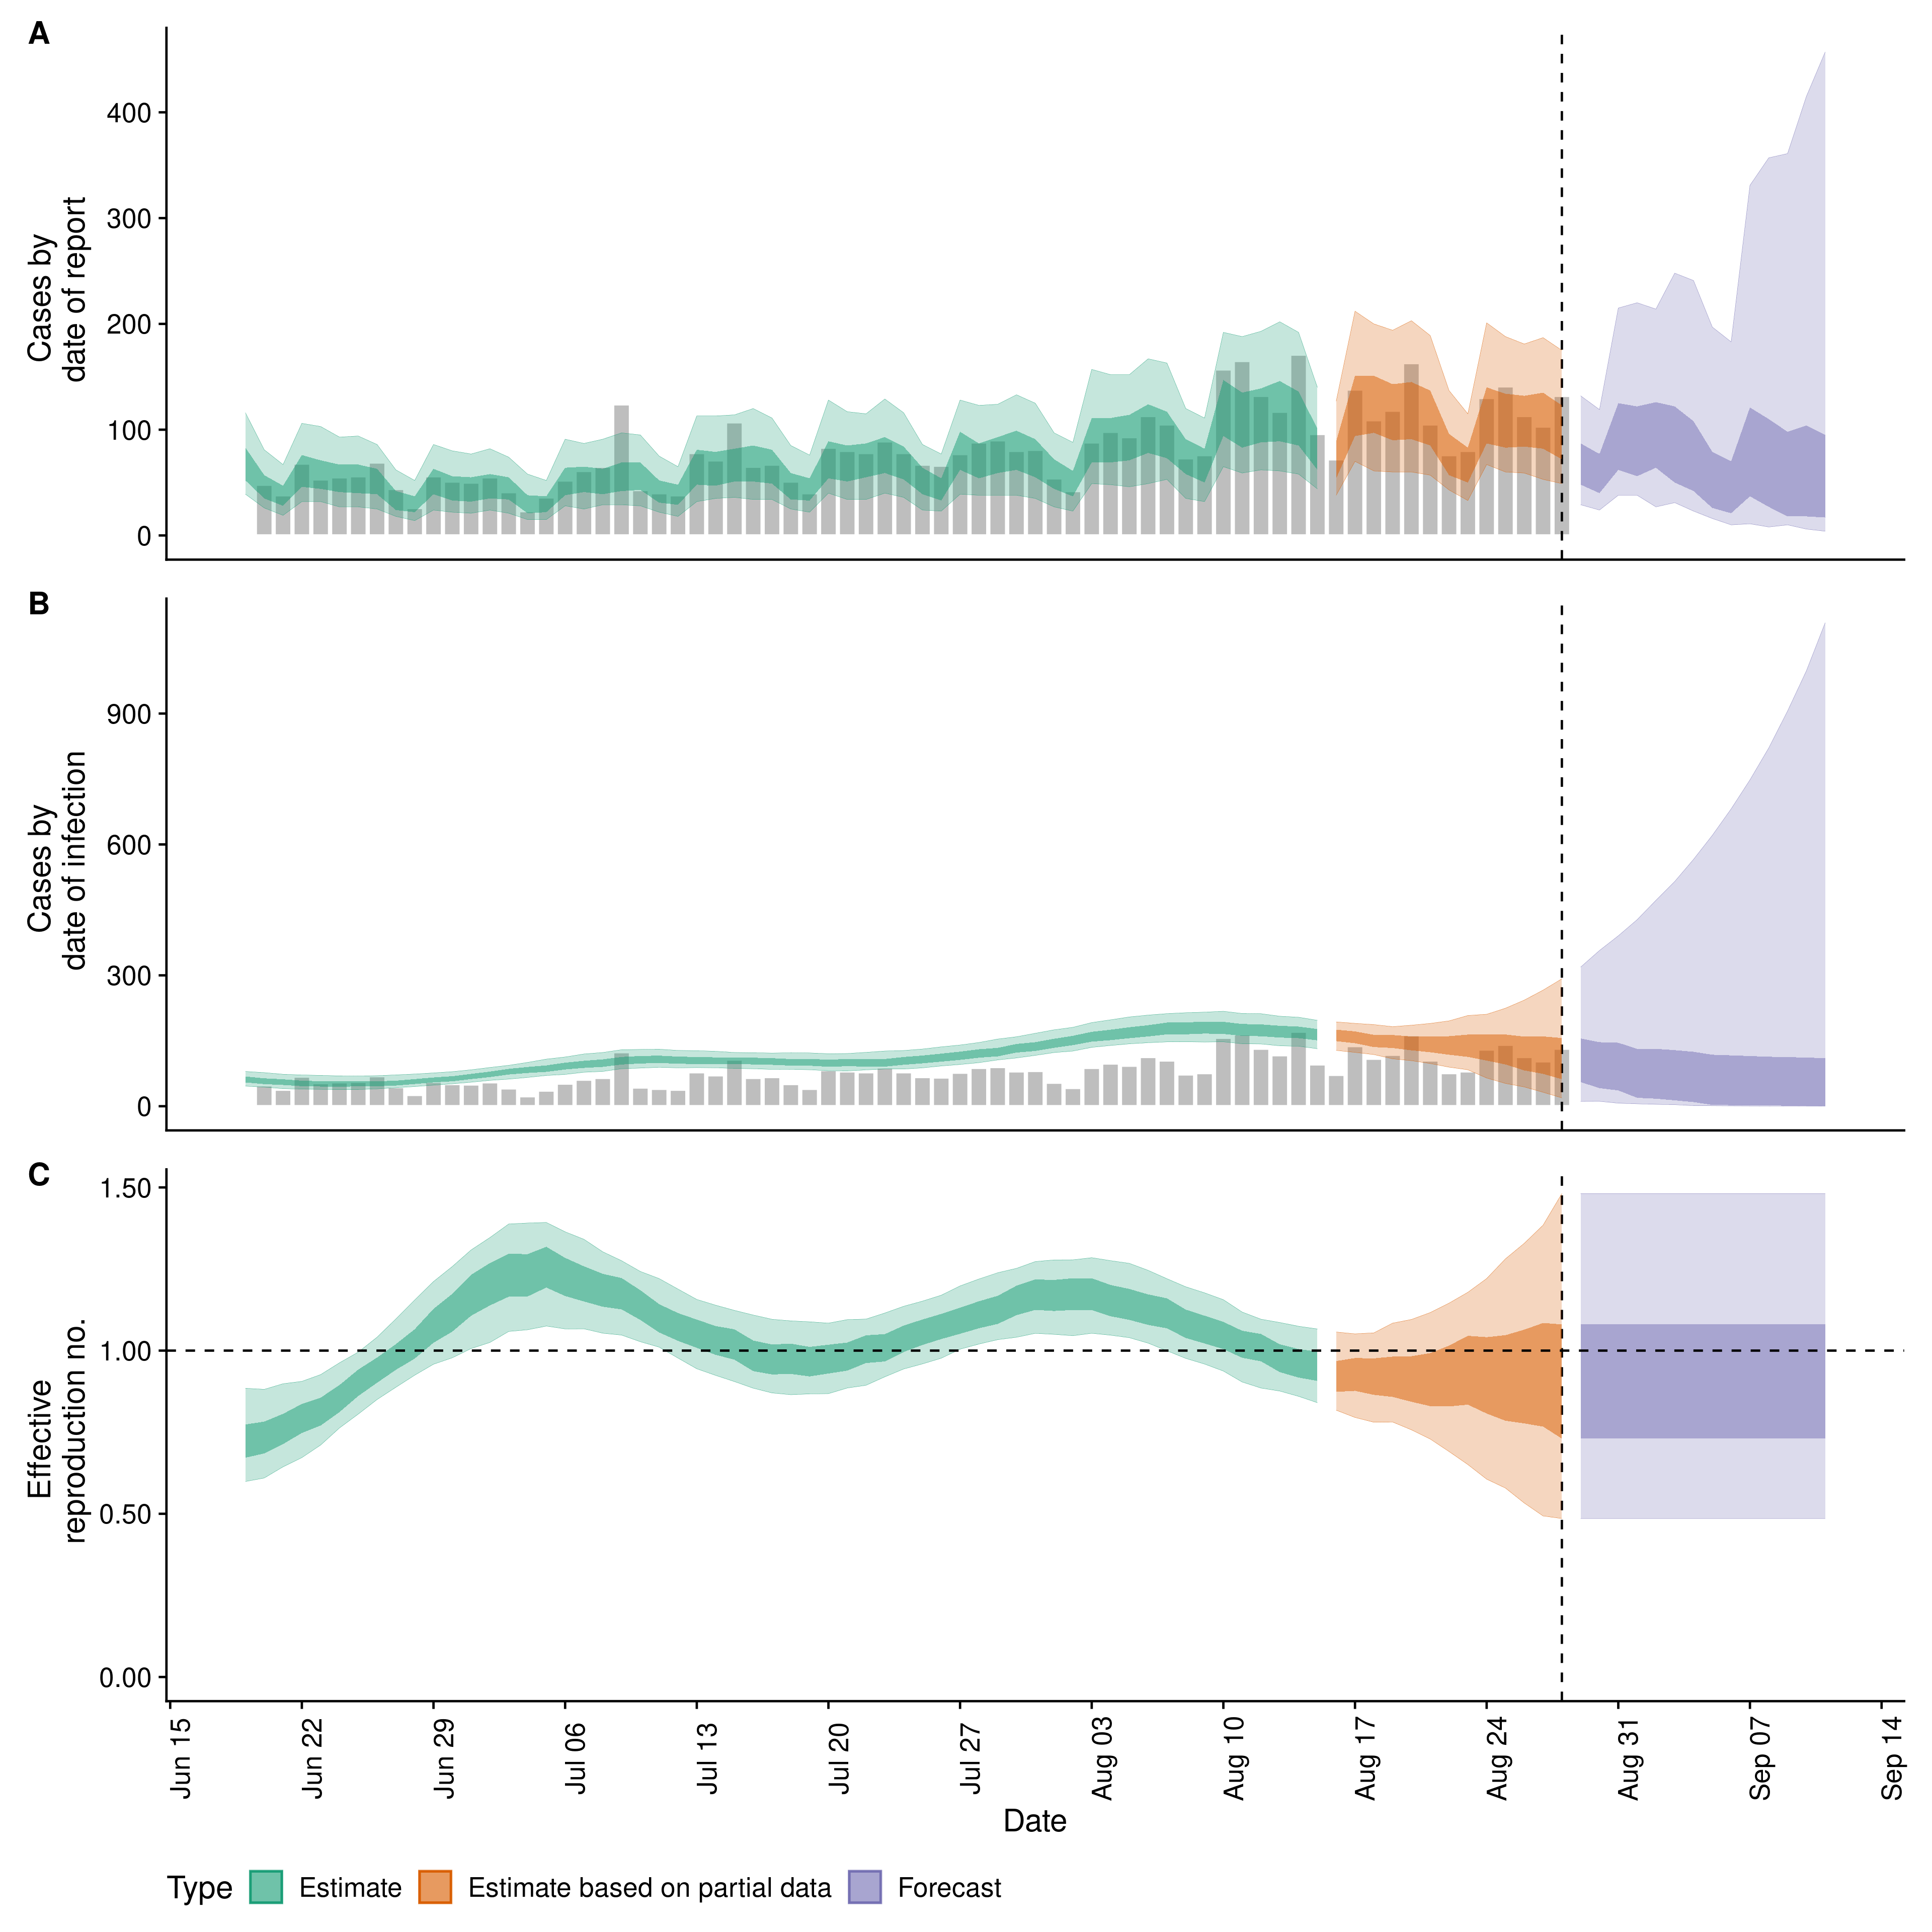 A
Cases by
date of report
400
300
200
100
0
B
Cases by
date of infection
900
600
300
0
C
Effective
reproduction no.
1.50
1.00
0.50
0.00
Jun 15
Jun 22
Jun 29
Jul 06
Jul 13
Jul 20
Jul 27
Aug 03
Aug 10
Aug 17
Aug 24
Aug 31
Sep 07
Sep 14
Date
Type Estimate Estimate based on partial data Forecast